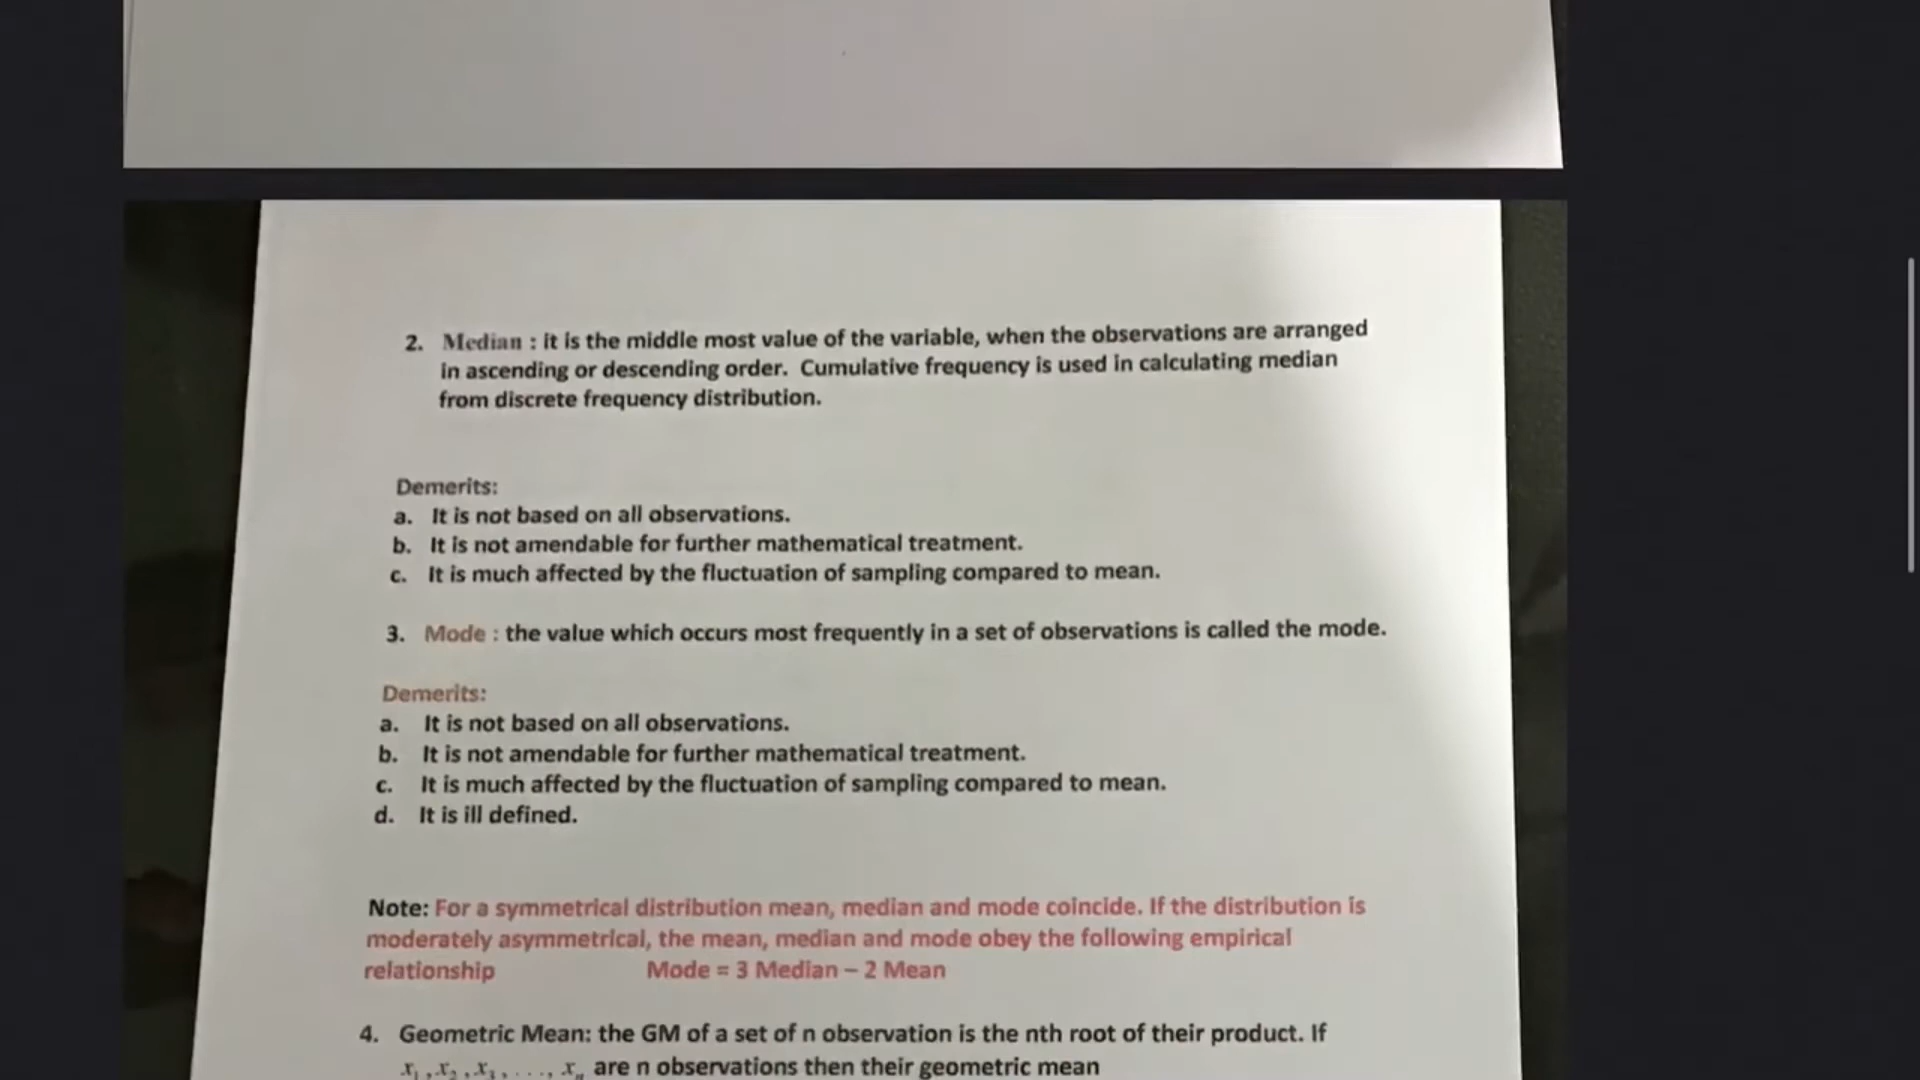 2. Median : it is the middle most value of the variable, when the observations are arranged
in ascending or descending order. Cumulative frequency is used in calculating median
from discrete frequency distribution.
Demerits:
a. It is not based on all observations.
b. It is not amendable for further mathematical treatment.
c. It is much affected by the fluctuation of sampling compared to mean.
3. Mode : the value which occurs most frequently in a set of observations is called the mode.
Demerits:
a. It is not based on all observations.
b. It is not amendable for further mathematical treatment.
c. It is much affected by the fluctuation of sampling compared to mean.
d. It is ill defined.
Note: For a symmetrical distribution mean, median and mode coincide. If the distribution is
moderately asymmetrical, the mean, median and mode obey the following empirical
relationship Mode = 3 Median – 2 Mean
4. Geometric Mean: the GM of a set of n observation is the nth root of their product. If
x₁, x₂, x₃, . . ., xₙ are n observations then their geometric mean